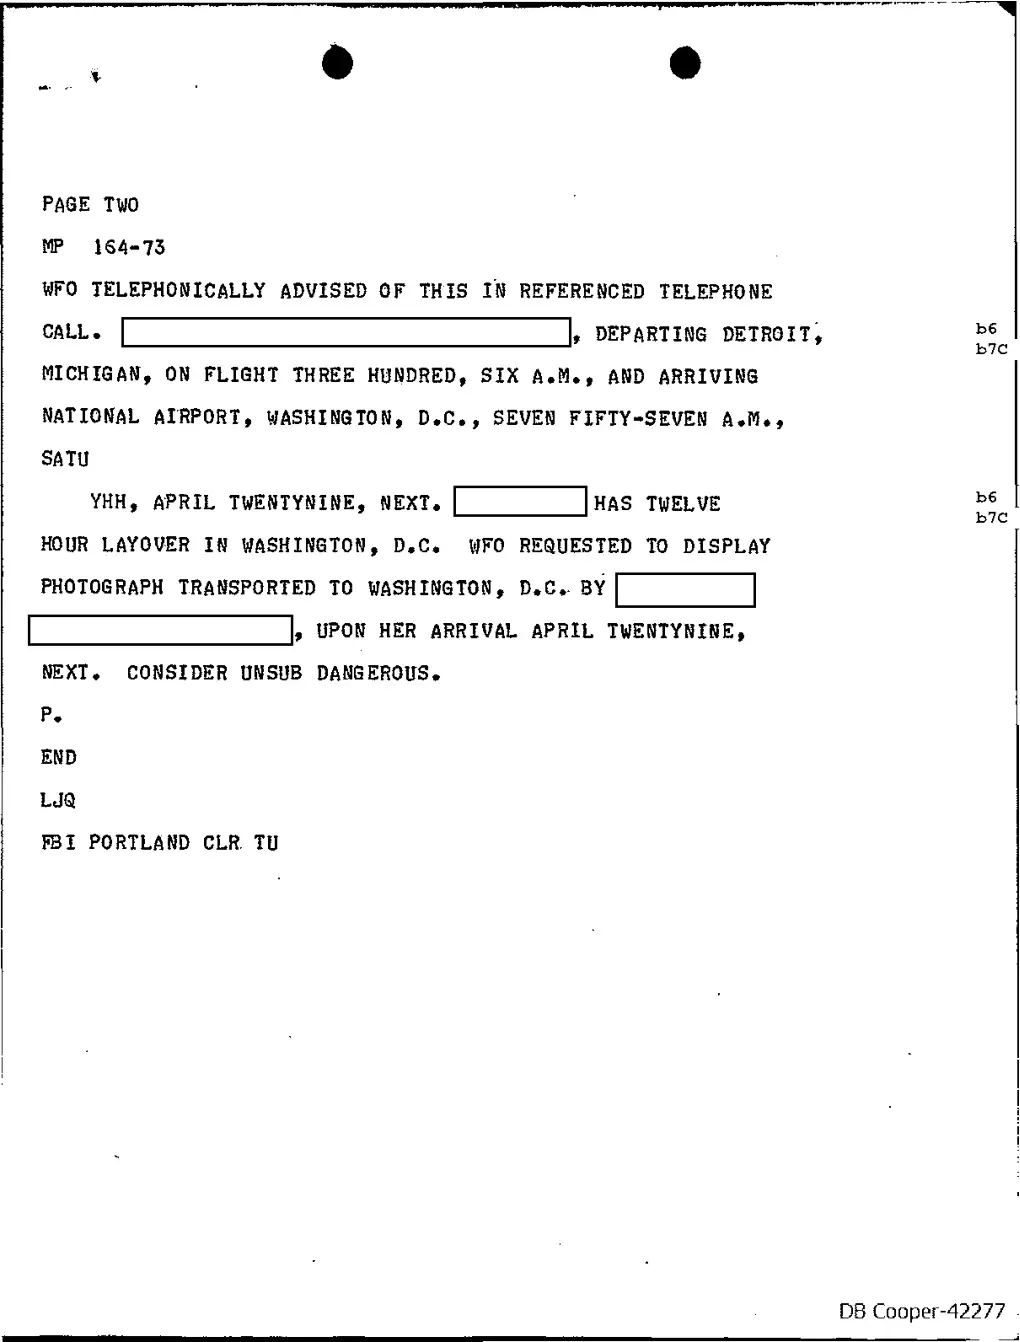 PAGE TWO
MP 164-73
WFO TELEPHONICALLY ADVISED OF THIS IN REFERENCED TELEPHONE
CALL. , DEPARTING DETROIT, b6
b7C
MICHIGAN, ON FLIGHT THREE HUNDRED, SIX A.M., AND ARRIVING
NATIONAL AIRPORT, WASHINGTON, D.C., SEVEN FIFTY-SEVEN A.M.,
SATU
YHH, APRIL TWENTYNINE, NEXT. HAS TWELVE b6
b7C
HOUR LAYOVER IN WASHINGTON, D.C. WFO REQUESTED TO DISPLAY
PHOTOGRAPH TRANSPORTED TO WASHINGTON, D.C. BY
, UPON HER ARRIVAL APRIL TWENTYNINE,
NEXT. CONSIDER UNSUB DANGEROUS.
P.
END
LJQ
FBI PORTLAND CLR TU
DB Cooper-42277